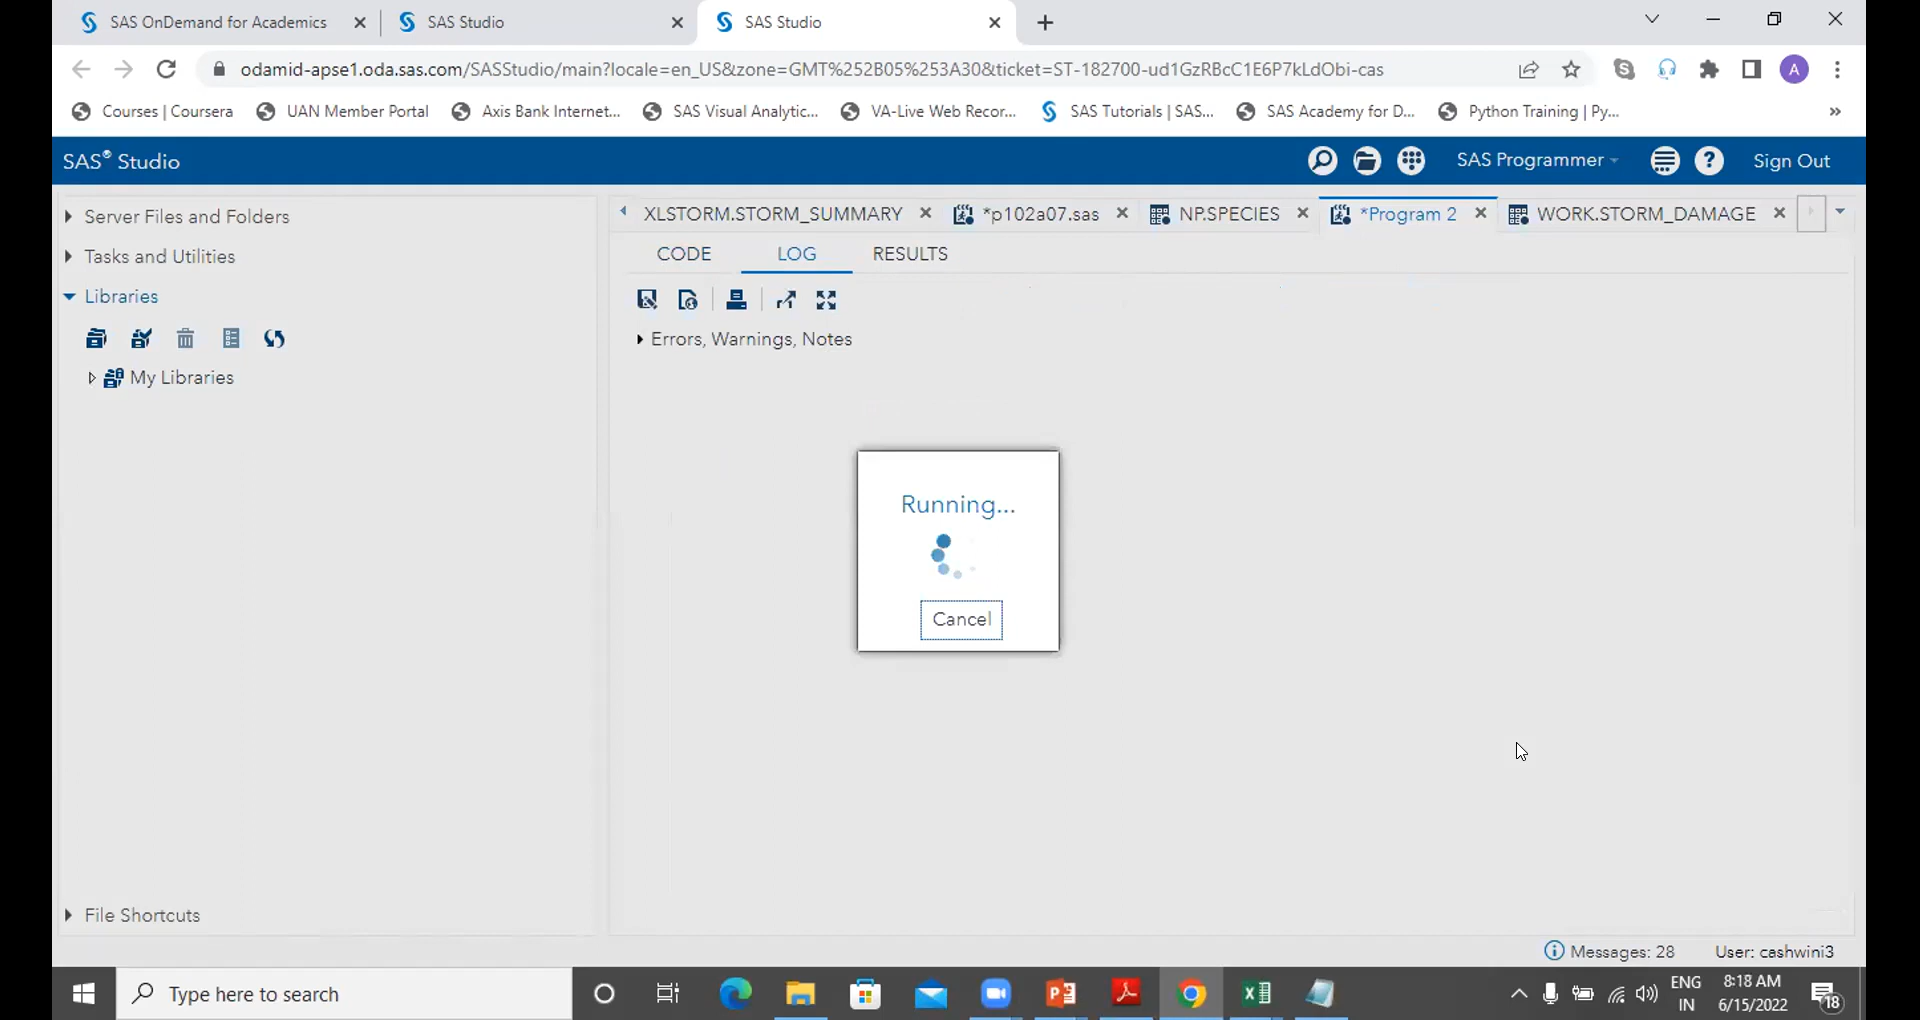 SAS OnDemand for Academics
SAS Studio
SAS Studio
odamid-apse1.oda.sas.com/SASStudio/main?locale=en_US&zone=GMT%252B05%253A30&ticket=ST-182700-ud1GzRBcC1E6P7kLdObi-cas
A
Courses | Coursera
UAN Member Portal
Axis Bank Internet...
SAS Visual Analytic...
VA-Live Web Recor...
SAS Tutorials | SAS...
SAS Academy for D...
Python Training | Py...
»
SAS® Studio
SAS Programmer
?
Sign Out
Server Files and Folders
Tasks and Utilities
Libraries
My Libraries
File Shortcuts
XLSTORM.STORM_SUMMARY
*p102a07.sas
NP.SPECIES
*Program 2
WORK.STORM_DAMAGE
CODE
LOG
RESULTS
Errors, Warnings, Notes
Running...
Cancel
Messages: 28
User: cashwini3
Type here to search
ENG
IN
8:18 AM
6/15/2022
18